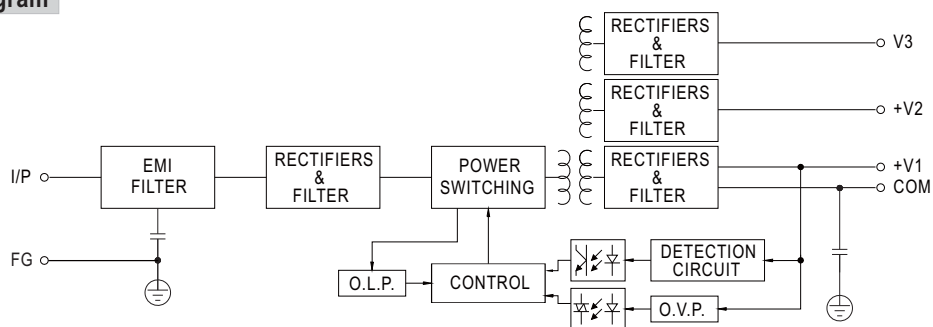 RECTIFIERS
&
FILTER
V3
RECTIFIERS
&
FILTER
+V2
I/P
EMI
FILTER
RECTIFIERS
&
FILTER
POWER
SWITCHING
RECTIFIERS
&
FILTER
+V1
COM
FG
O.L.P.
CONTROL
DETECTION
CIRCUIT
O.V.P.